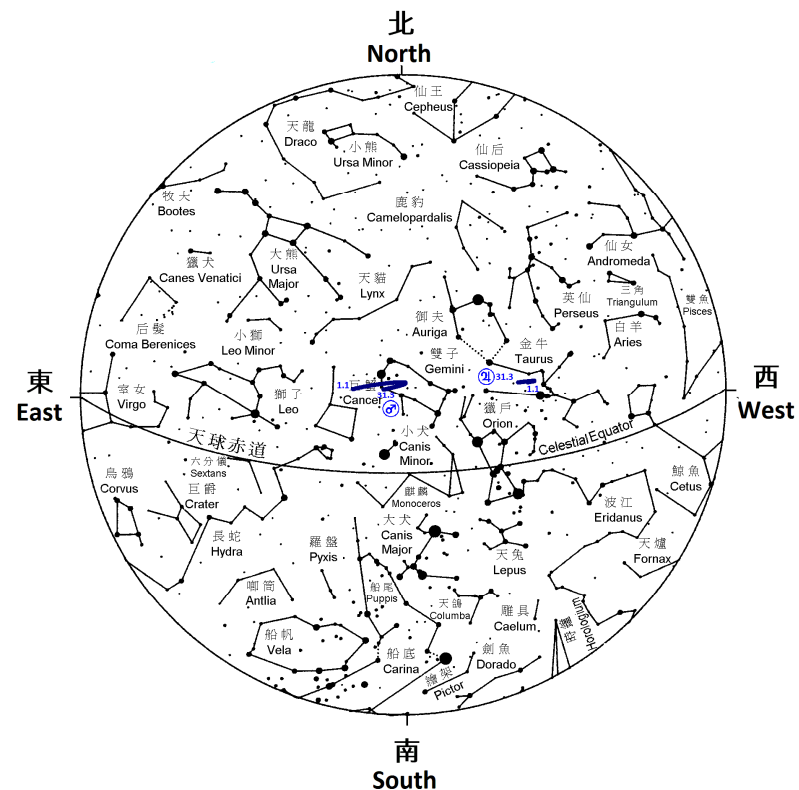 北
North
仙王
Cepheus
天龍
Draco
小熊
Ursa Minor
仙后
Cassiopeia
牧犬
Bootes
鹿豹
Camelopardalis
仙女
Andromeda
獵犬
Canes Venatici
大熊
Ursa
Major
天貓
Lynx
英仙
Perseus
三角
Triangulum
雙魚
Pisces
御夫
Auriga
白羊
Aries
后髮
Coma Berenices
小獅
Leo Minor
雙子
Gemini
金牛
Taurus
東
East
西
West
室女
Virgo
獅子
Leo
1.1
巨蟹
Cancer
31.3
♂
♃
31.3
1.1
獵戶
Orion
小犬
Canis
Minor
天球赤道
Celestial Equator
烏鴉
Corvus
六分儀
Sextans
巨爵
Crater
長蛇
Hydra
麒麟
Monoceros
鯨魚
Cetus
波江
Eridanus
羅盤
Pyxis
大犬
Canis
Major
天兔
Lepus
天爐
Fornax
唧筒
Antlia
船尾
Puppis
天鴿
Columba
雕具
Caelum
時鐘
Horologium
船帆
Vela
船底
Carina
劍魚
Dorado
繪架
Pictor
南
South